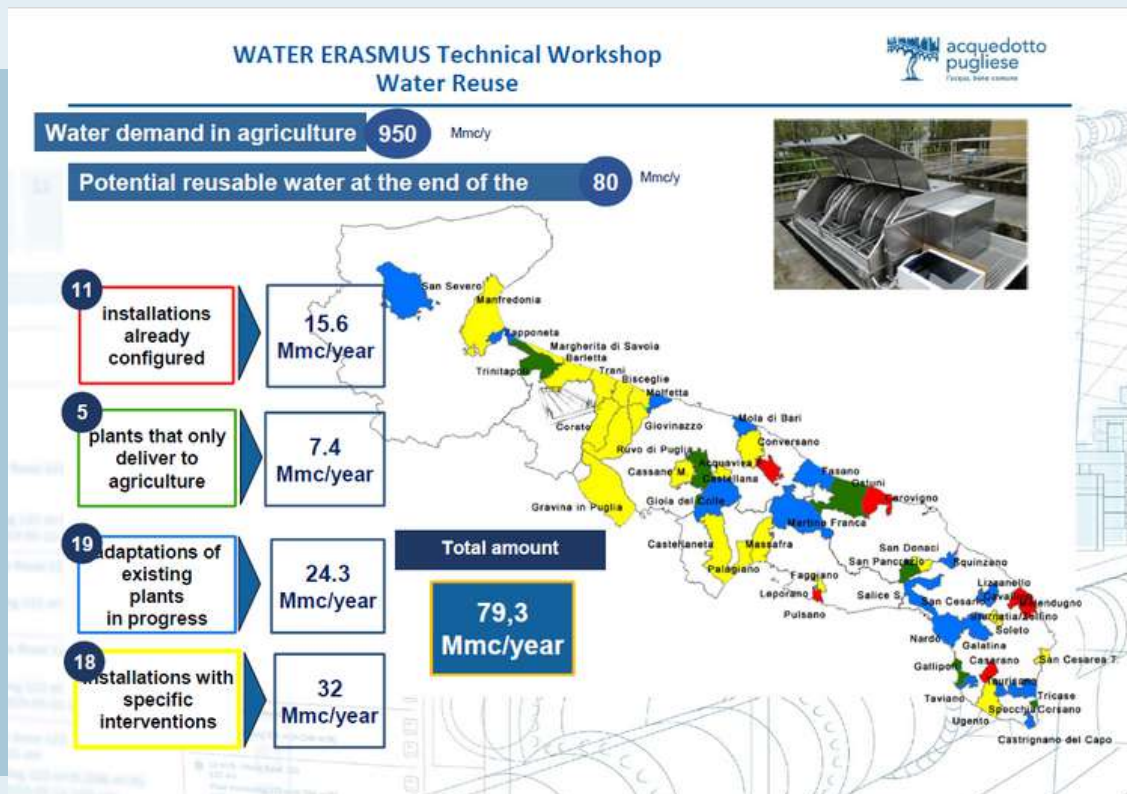 WATER ERASMUS Technical Workshop
Water Reuse
acquedotto
pugliese
l'acqua, bene comune
Water demand in agriculture
950
Mmc/y
Potential reusable water at the end of the
80
Mmc/y
11
installations
already
configured
15.6
Mmc/year
5
plants that only
deliver to
agriculture
7.4
Mmc/year
19
adaptations of
existing
plants
in progress
24.3
Mmc/year
18
installations with
specific
interventions
32
Mmc/year
Total amount
79,3
Mmc/year
San Severo
Manfredonia
Zapponeta
Margherita di Savoia
Barletta
Trinitapoli
Trani
Bisceglie
Molfetta
Corato
Giovinazzo
Mola di Bari
Conversano
Ruvo di Puglia
Cassano M.
Acquaviva
Castellana
Fasano
Ostuni
Carovigno
Gioia del Colle
Gravina in Puglia
Martina Franca
Castellaneta
Massafra
Palagiano
San Donaci
San Pancrazio
Squinzano
Faggiano
Leporano
Pulsano
Salice S.
San Cesario
Lizzanello
Cavallino
Melendugno
Zollino
Soleto
Nardo
Galatina
San Cesarea T.
Gallipoli
Casarano
Taurisano
Taviano
Tricase
Specchia
Corsano
Ugento
Castrignano del Capo